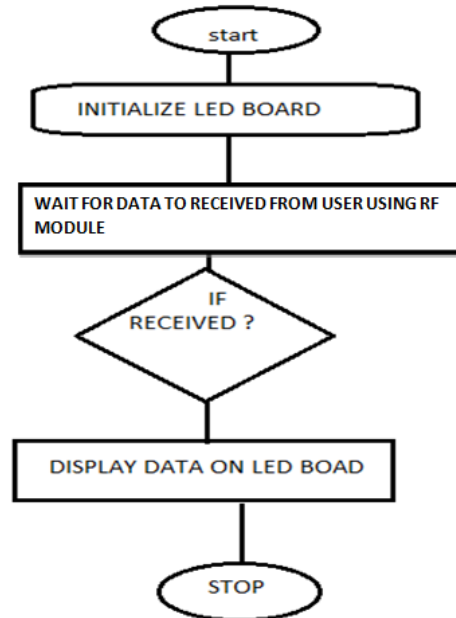 start
INITIALIZE LED BOARD
WAIT FOR DATA TO RECEIVED FROM USER USING RF
MODULE
IF
RECEIVED ?
DISPLAY DATA ON LED BOAD
STOP